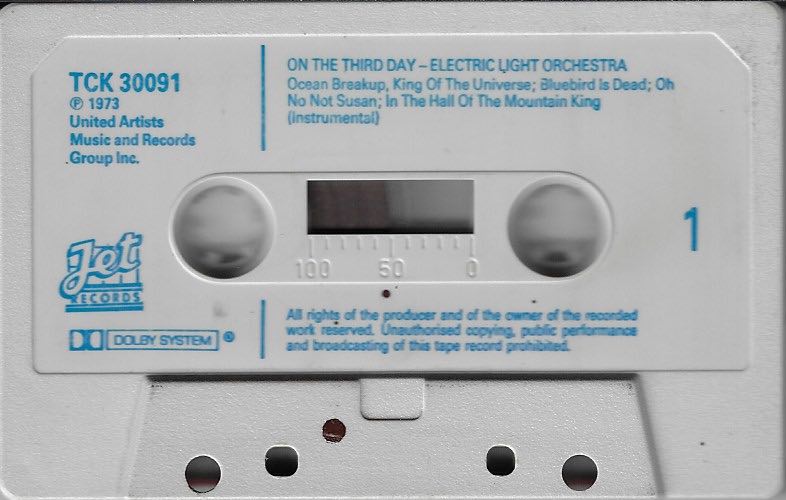 TCK 30091
℗ 1973
United Artists
Music and Records
Group Inc.
ON THE THIRD DAY – ELECTRIC LIGHT ORCHESTRA
Ocean Breakup, King Of The Universe; Bluebird Is Dead; Oh
No Not Susan; In The Hall Of The Mountain King
(Instrumental)
1
100 50 0
Jet
RECORDS
DOLBY SYSTEM ®
All rights of the producer and of the owner of the recorded
work reserved. Unauthorised copying, public performance
and broadcasting of this tape record prohibited.